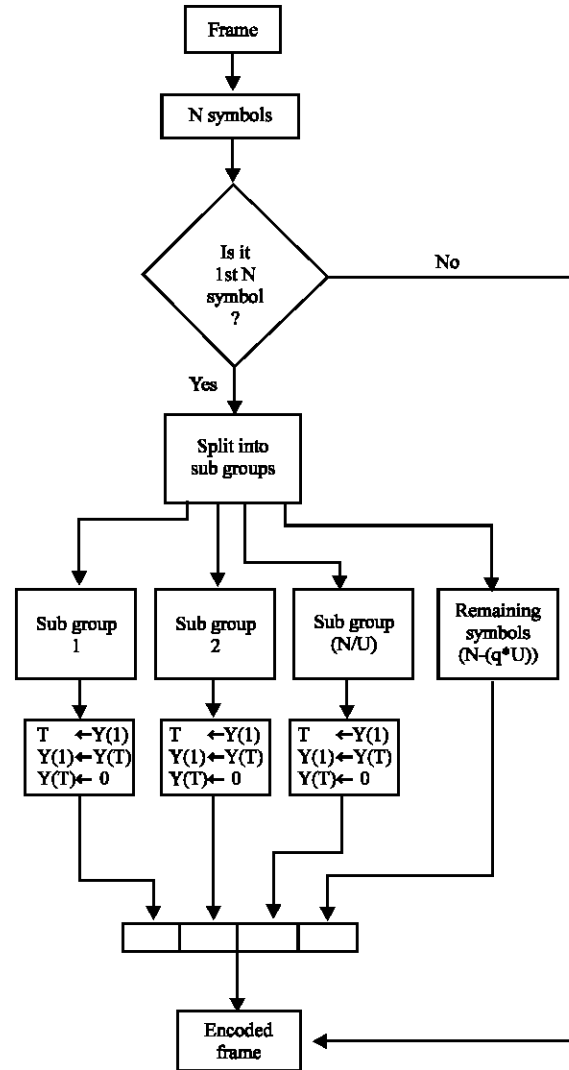 Frame
N symbols
Is it
1st N
symbol
?
No
Yes
Split into
sub groups
Sub group
1
Sub group
2
Sub group
(N/U)
Remaining
symbols
(N-(q*U))
T ←Y(1)
Y(1)←Y(T)
Y(T)← 0
T ←Y(1)
Y(1)←Y(T)
Y(T)← 0
T ←Y(1)
Y(1)←Y(T)
Y(T)← 0
Encoded
frame